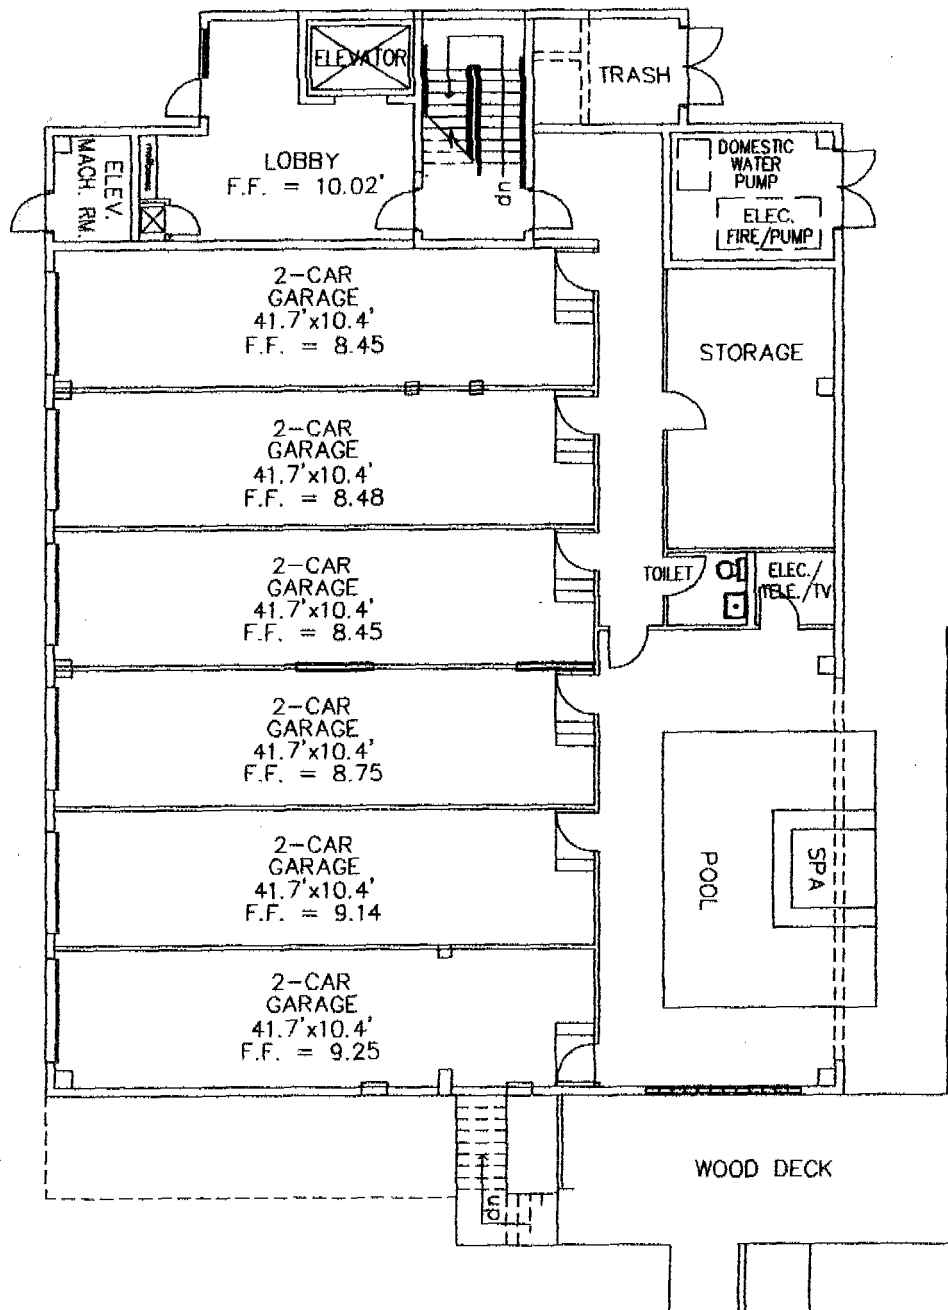 ELEVATOR
TRASH
LOBBY
F.F. = 10.02'
ELEV.
MACH. RM.
up
DOMESTIC
WATER
PUMP
ELEC.
FIRE/PUMP
2-CAR
GARAGE
41.7'x10.4'
F.F. = 8.45
STORAGE
2-CAR
GARAGE
41.7'x10.4'
F.F. = 8.48
2-CAR
GARAGE
41.7'x10.4'
F.F. = 8.45
TOILET
ELEC./
TELE./TV
2-CAR
GARAGE
41.7'x10.4'
F.F. = 8.75
2-CAR
GARAGE
41.7'x10.4'
F.F. = 9.14
POOL
SPA
2-CAR
GARAGE
41.7'x10.4'
F.F. = 9.25
WOOD DECK
dn